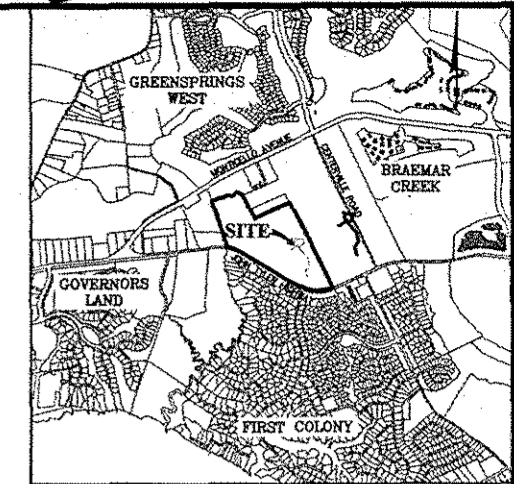 GREENSPRINGS
WEST
MONTICELLO AVENUE
CENTERVILLE ROAD
BRAEMAR
CREEK
SITE
GOVERNORS
LAND
FIRST COLONY